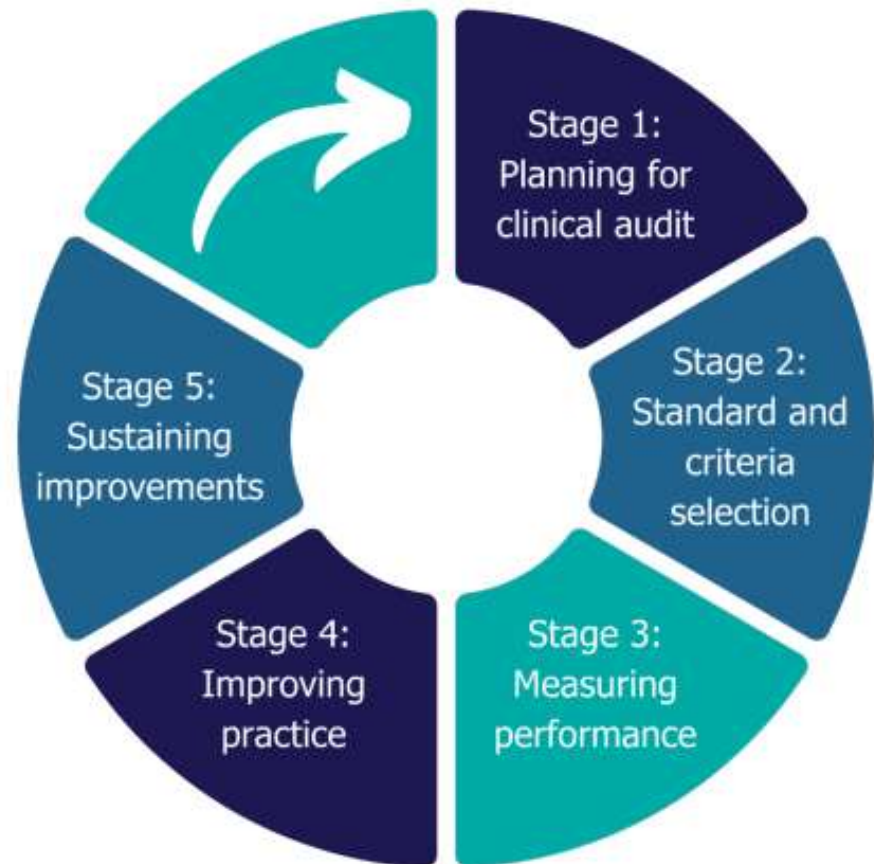 Stage 1:
Planning for
clinical audit
Stage 2:
Standard and
criteria
selection
Stage 3:
Measuring
performance
Stage 4:
Improving
practice
Stage 5:
Sustaining
improvements